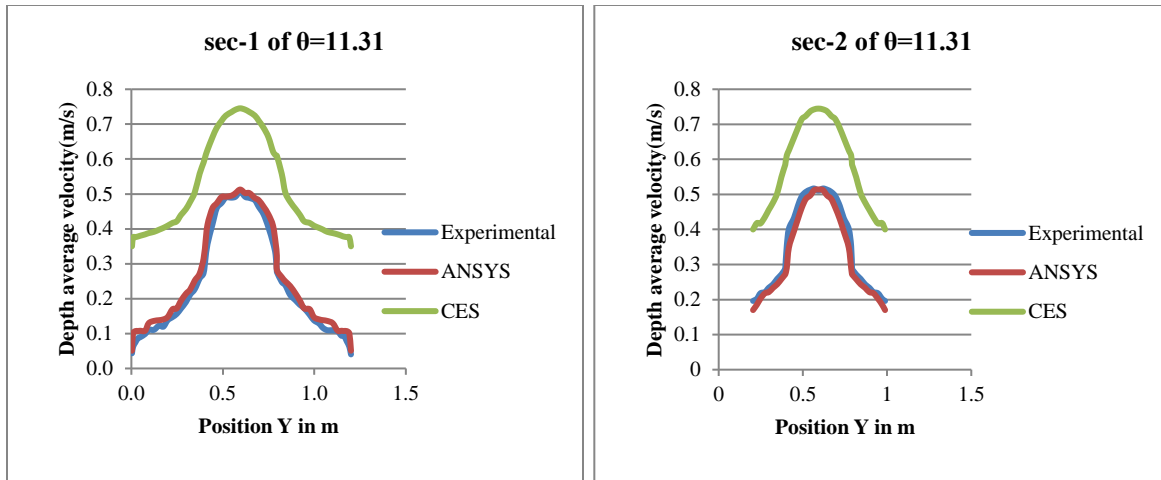 sec-1 of θ=11.31
Depth average velocity(m/s)
0.8
0.7
0.6
0.5
0.4
0.3
0.2
0.1
0.0
0.0
0.5
1.0
1.5
Position Y in m
Experimental
ANSYS
CES
sec-2 of θ=11.31
Depth average velocity(m/s)
0.8
0.7
0.6
0.5
0.4
0.3
0.2
0.1
0
0
0.5
1
1.5
Position Y in m
Experimental
ANSYS
CES